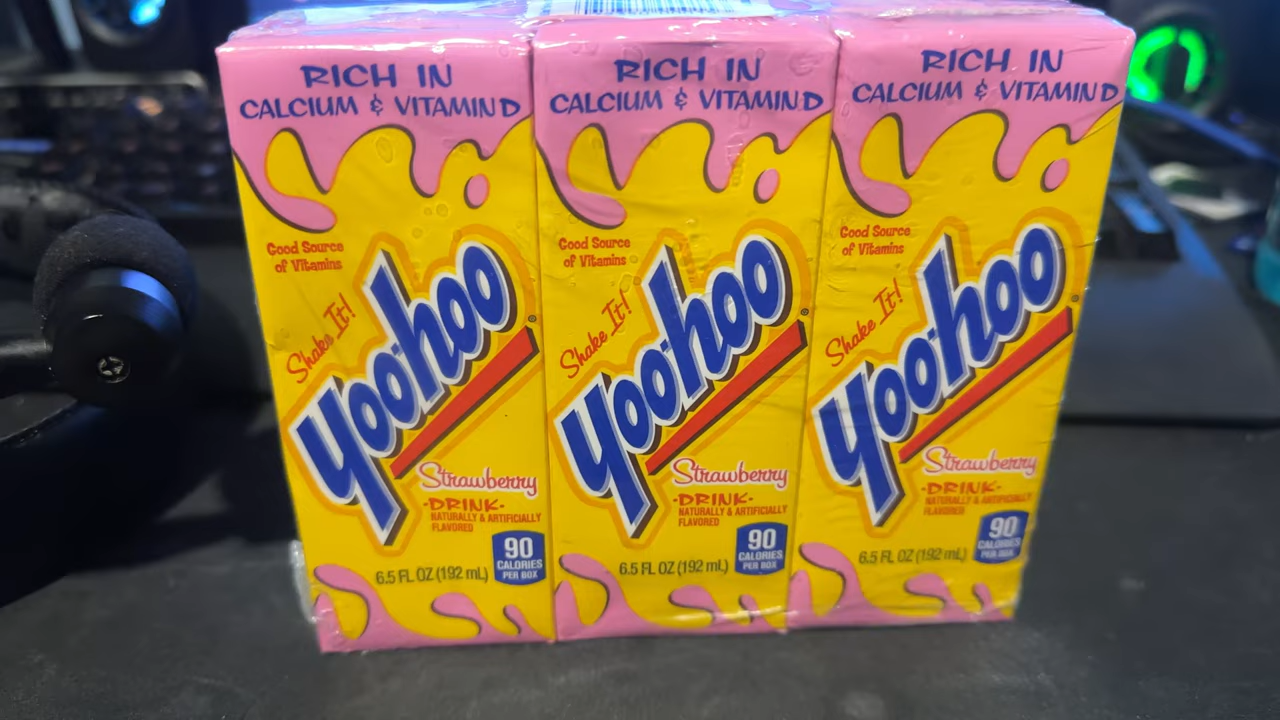 RICH IN
CALCIUM & VITAMIN D
Good Source
of Vitamins
Shake It!
Yoo-hoo®
Strawberry
-DRINK-
NATURALLY & ARTIFICIALLY
FLAVORED
90
CALORIES
PER BOX
6.5 FL OZ (192 mL)
RICH IN
CALCIUM & VITAMIN D
Good Source
of Vitamins
Shake It!
Yoo-hoo®
Strawberry
-DRINK-
NATURALLY & ARTIFICIALLY
FLAVORED
90
CALORIES
PER BOX
6.5 FL OZ (192 mL)
RICH IN
CALCIUM & VITAMIN D
Good Source
of Vitamins
Shake It!
Yoo-hoo®
Strawberry
-DRINK-
NATURALLY & ARTIFICIALLY
FLAVORED
90
CALORIES
PER BOX
6.5 FL OZ (192 mL)